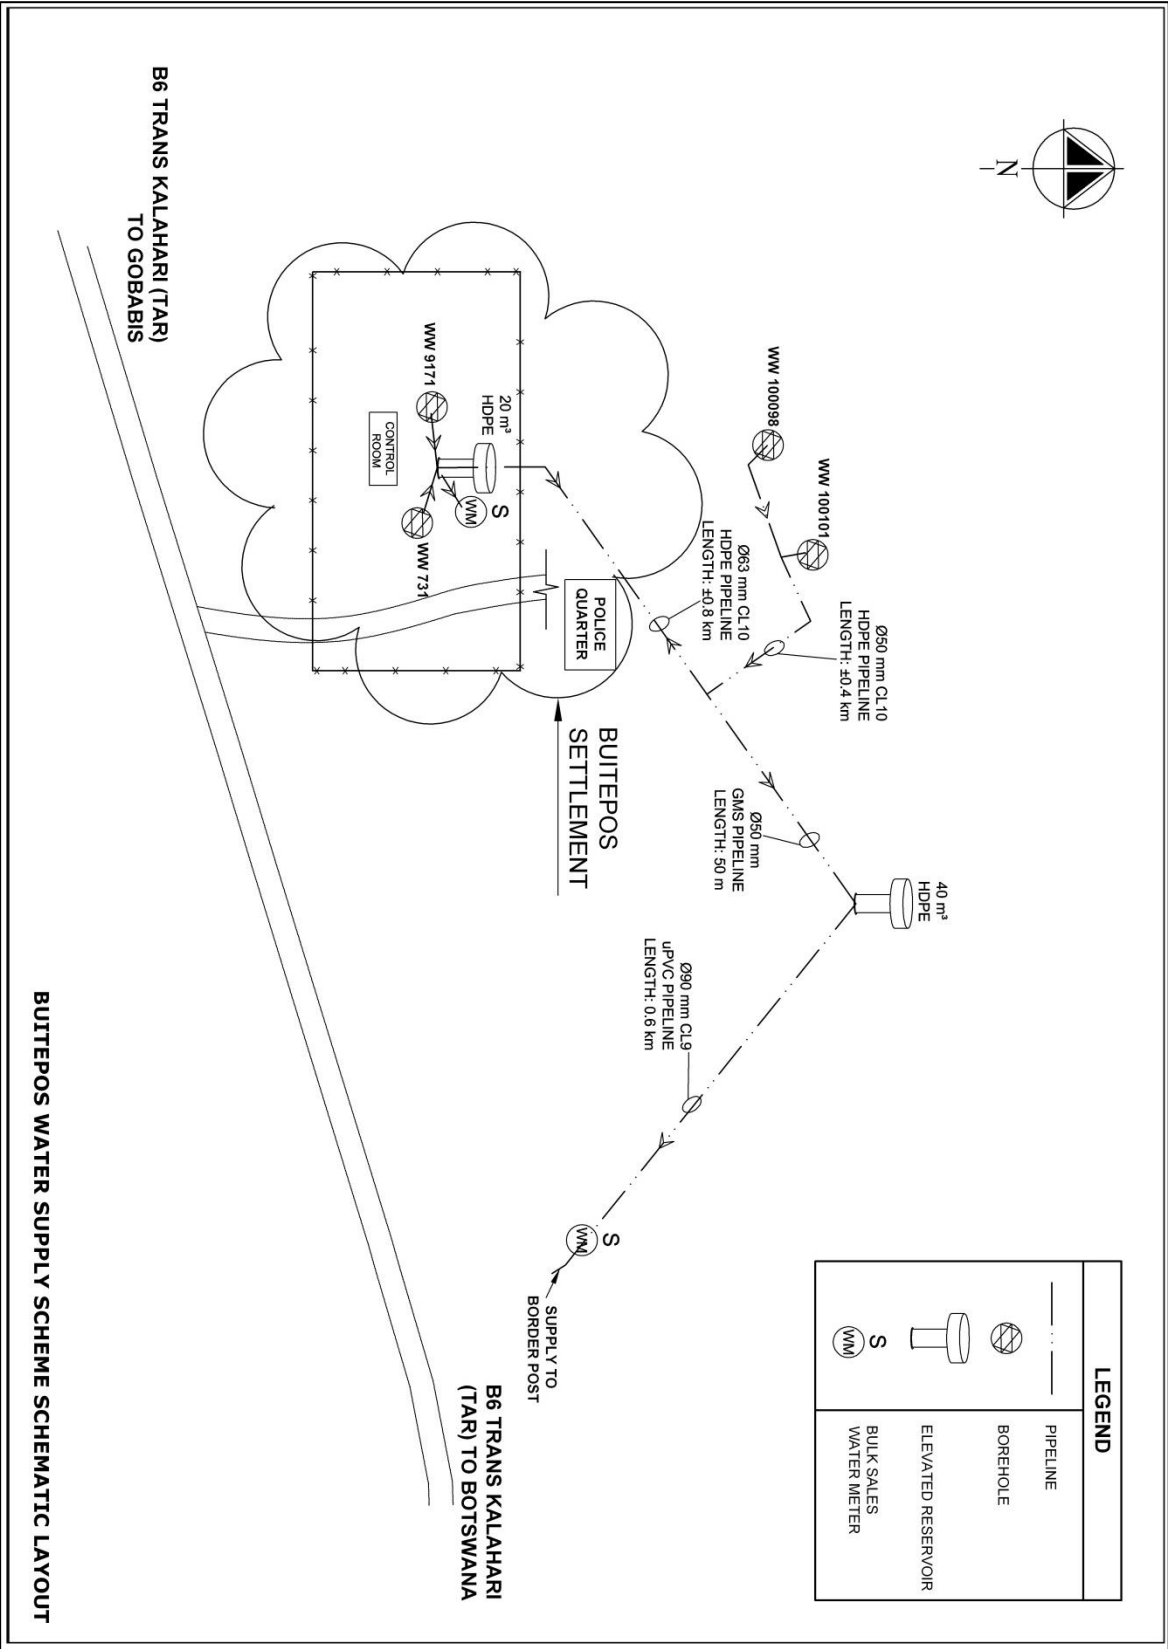 N
B6 TRANS KALAHARI (TAR)
TO GOBABIS
WW 100098
WW 100101
Ø50 mm CL10
HDPE PIPELINE
LENGTH: ±0.4 km
40 m³
HDPE
WW 9171
20 m³
HDPE
CONTROL
ROOM
S
WM
WW 731
Ø63 mm CL10
HDPE PIPELINE
LENGTH: ±0.8 km
POLICE
QUARTER
BUITEPOS
SETTLEMENT
Ø50 mm
GMS PIPELINE
LENGTH: 50 m
Ø90 mm CL9
uPVC PIPELINE
LENGTH: 0.6 km
S
WM
SUPPLY TO
BORDER POST
B6 TRANS KALAHARI
(TAR) TO BOTSWANA
LEGEND
PIPELINE
BOREHOLE
ELEVATED RESERVOIR
S
WM
BULK SALES
WATER METER
BUITEPOS WATER SUPPLY SCHEME SCHEMATIC LAYOUT